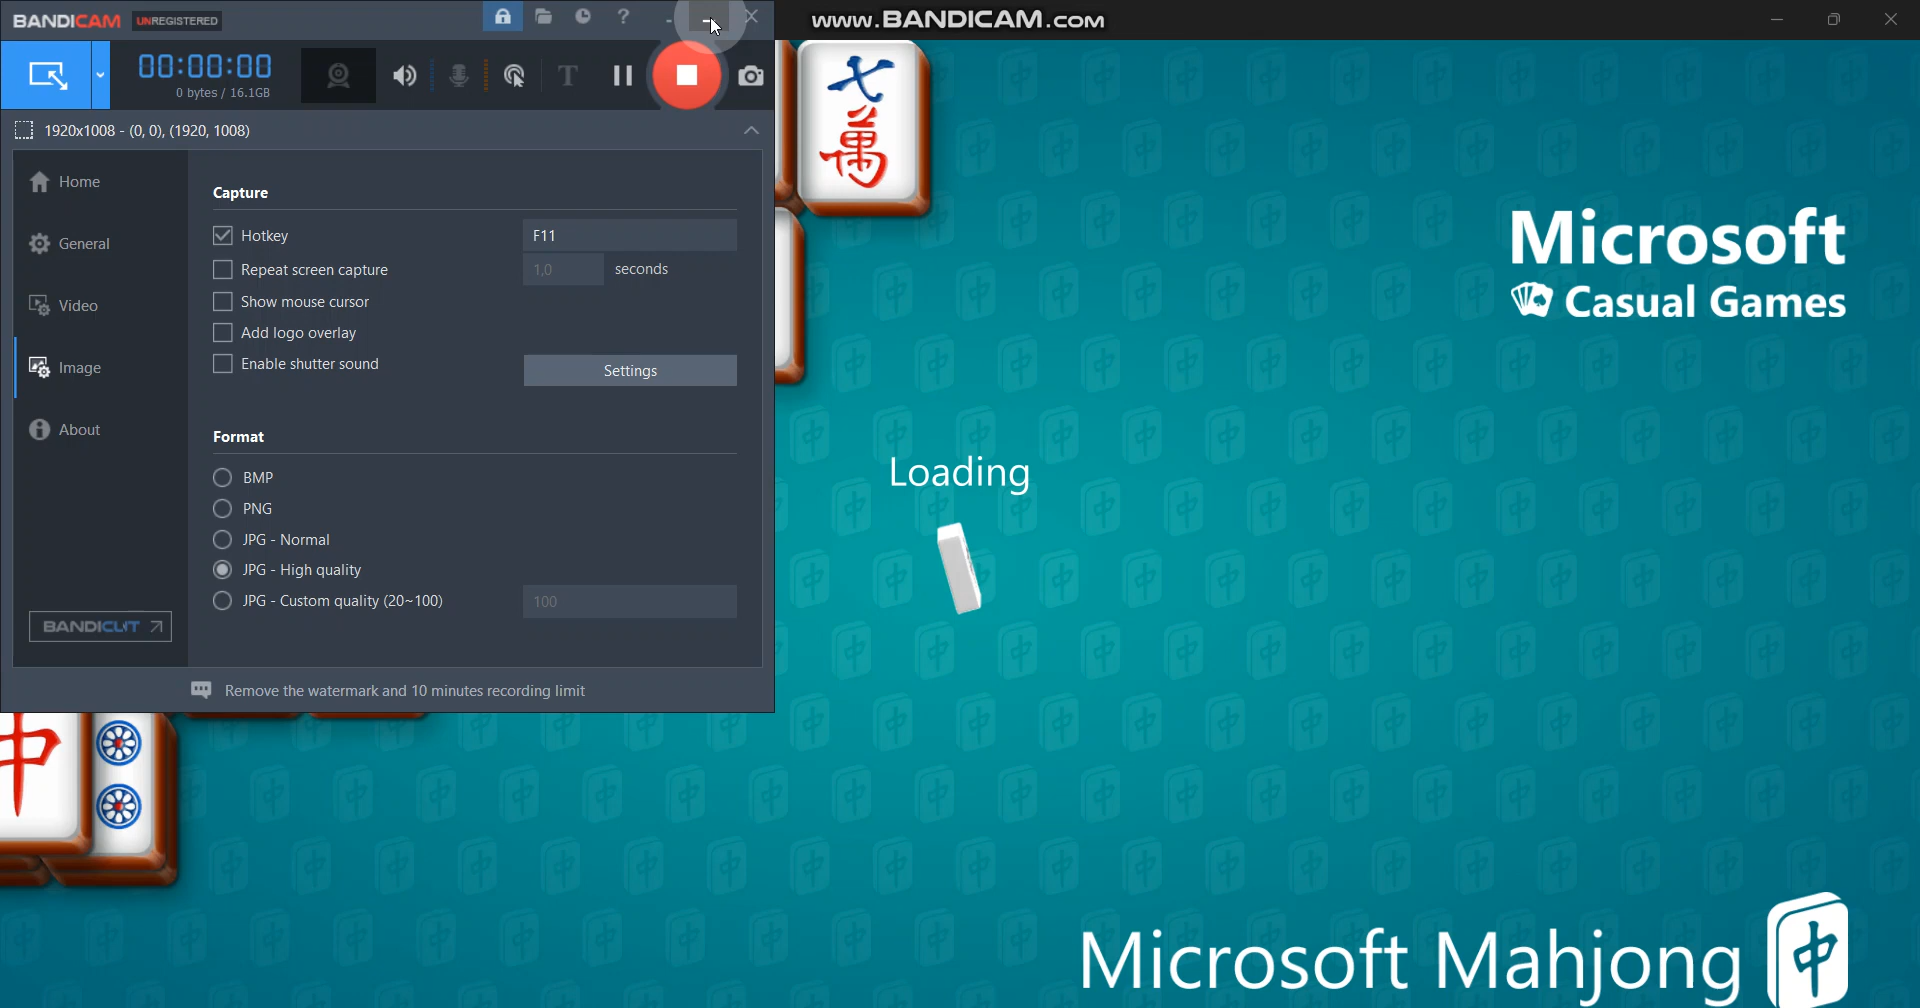 BANDICAM UNREGISTERED
www.BANDICAM.com
00:00:00
0 bytes / 16.1GB
T
1920x1008 - (0, 0), (1920, 1008)
Home
General
Video
Image
About
BANDICUT
Capture
Hotkey F11
Repeat screen capture 1,0 seconds
Show mouse cursor
Add logo overlay
Enable shutter sound Settings
Format
BMP
PNG
JPG - Normal
JPG - High quality
JPG - Custom quality (20~100) 100
Remove the watermark and 10 minutes recording limit
七
萬
Microsoft
Casual Games
Loading
中
Microsoft Mahjong
中